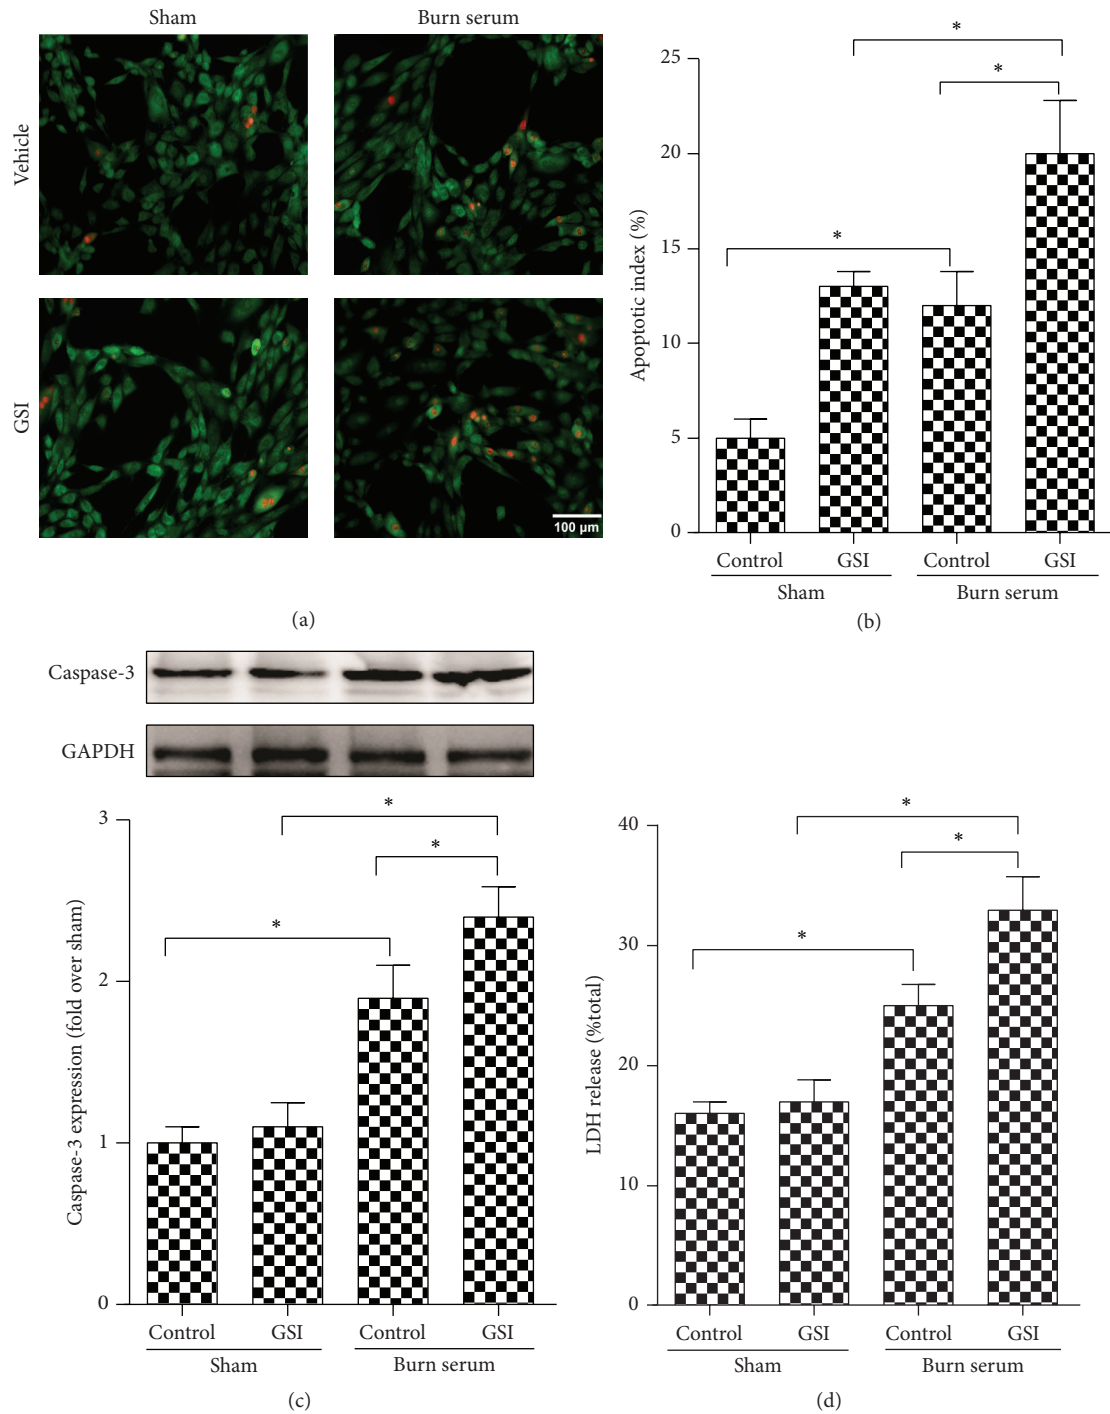 Sham
Burn serum
Vehicle
GSI
100 µm
(a)
25
20
15
10
5
0
Apoptotic index (%)
*
*
*
Control
GSI
Control
GSI
Sham
Burn serum
(b)
Caspase-3
GAPDH
3
2
1
0
Caspase-3 expression (fold over sham)
*
*
*
Control
GSI
Control
GSI
Sham
Burn serum
(c)
40
30
20
10
0
LDH release (%total)
*
*
*
Control
GSI
Control
GSI
Sham
Burn serum
(d)